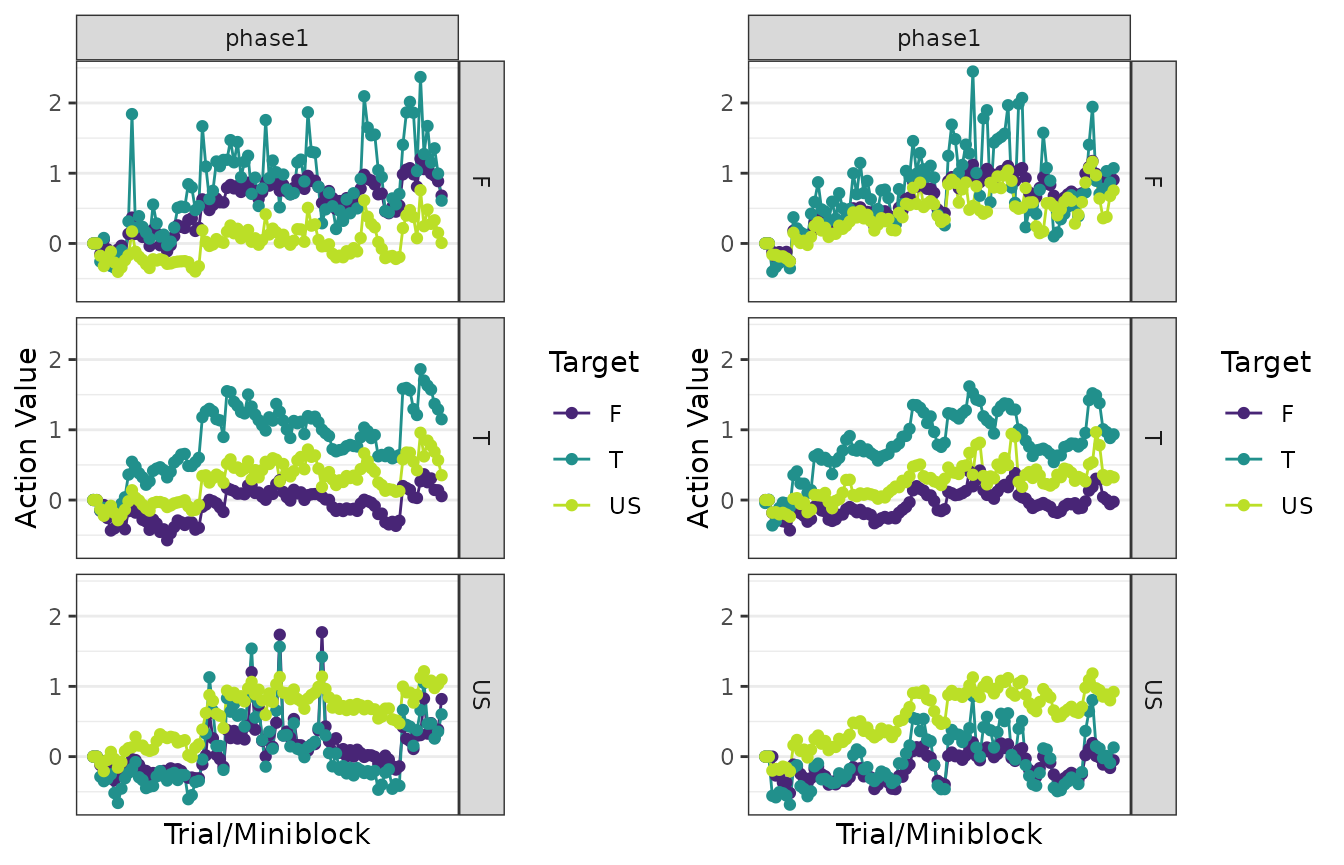 phase1
2
1
0
F
2
1
0
T
2
1
0
US
Action Value
Trial/Miniblock
Target
F
T
US
phase1
2
1
0
F
2
1
0
T
2
1
0
US
Action Value
Trial/Miniblock
Target
F
T
US